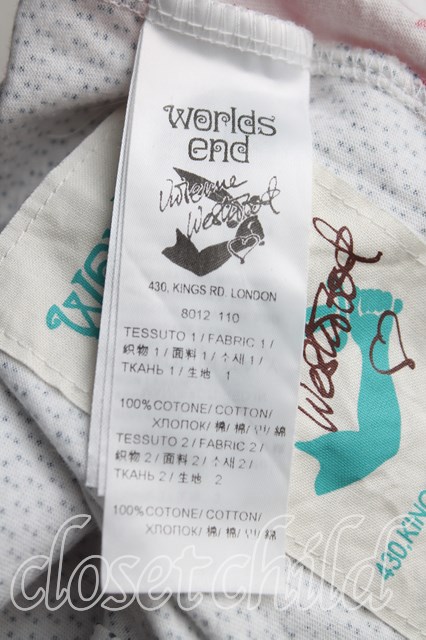 worlds
end
Vivienne
Westwood
430, KINGS RD. LONDON
8012 110
TESSUTO 1/ FABRIC 1/
織物 1/ 面料 1/ 소재 1/
ТКАНЬ 1/ 生地 1
100% COTONE/ COTTON/
ХЛОПОК/ 棉/ 棉/ 면/ 綿
TESSUTO 2/ FABRIC 2/
織物 2/ 面料 2/ 소재 2/
ТКАНЬ 2/ 生地 2
100% COTONE/ COTTON/
ХЛОПОК/ 棉/ 棉/ 면/ 綿
Westwood
430, KING
closetchild